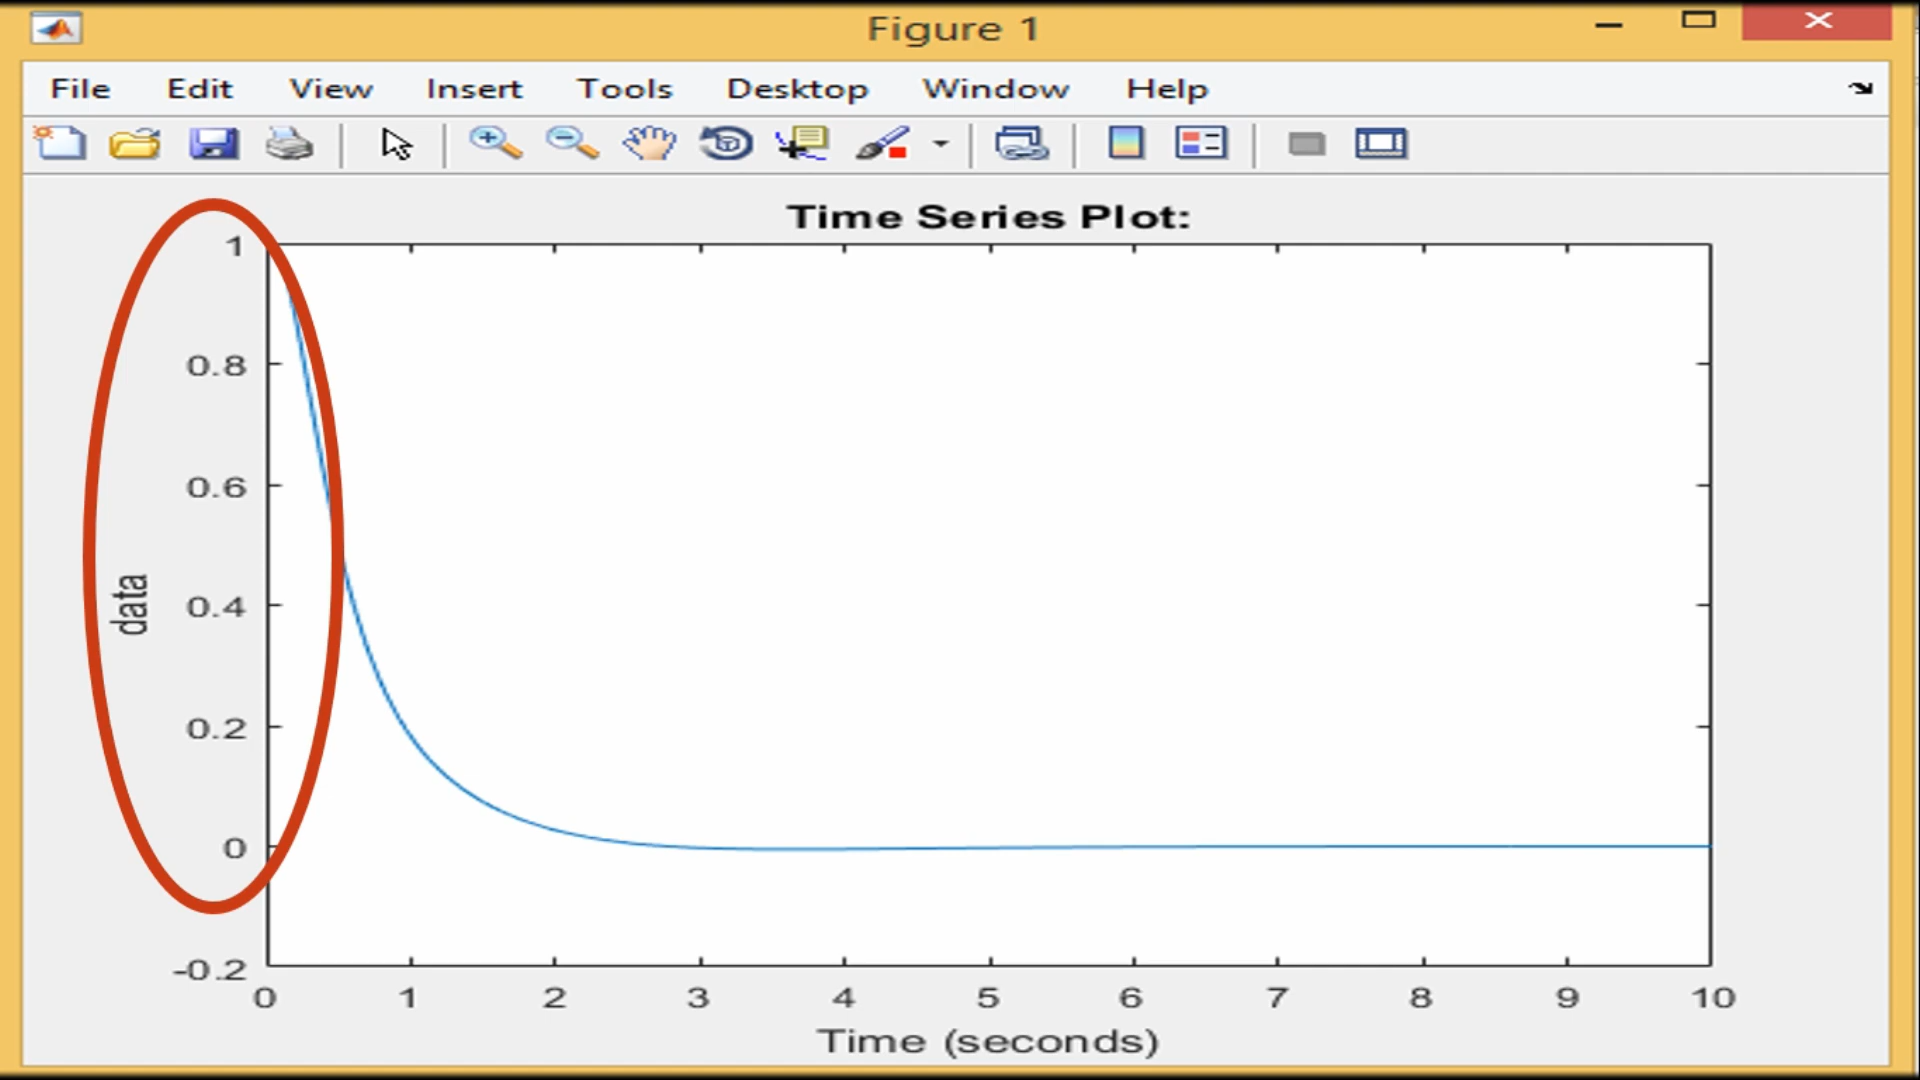 Figure 1
File Edit View Insert Tools Desktop Window Help
Time Series Plot:
1
0.8
0.6
0.4
0.2
0
-0.2
data
0 1 2 3 4 5 6 7 8 9 10
Time (seconds)